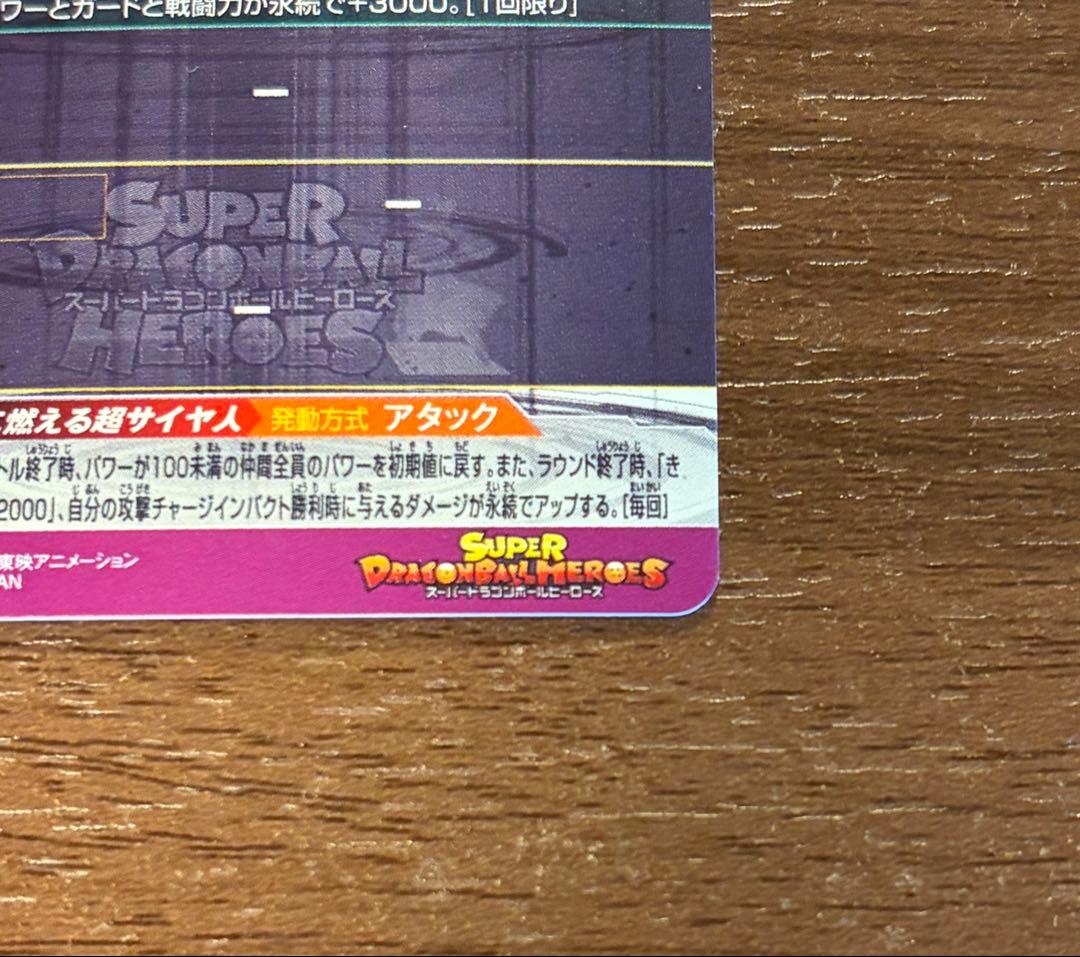 ワーとガードと戦闘力が永続で+3000。[1回限り]
SUPER
DRAGONBALL
スーパードラゴンボールヒーローズ
HEROES
燃える超サイヤ人 発動方式 アタック
トル終了時、パワーが100未満の仲間全員のパワーを初期値に戻す。また、ラウンド終了時、「き
2000」、自分の攻撃チャージインパクト勝利時に与えるダメージが永続でアップする。[毎回]
東映アニメーション
AN
SUPER
DRAGONBALL HEROES
スーパードラゴンボールヒーローズ